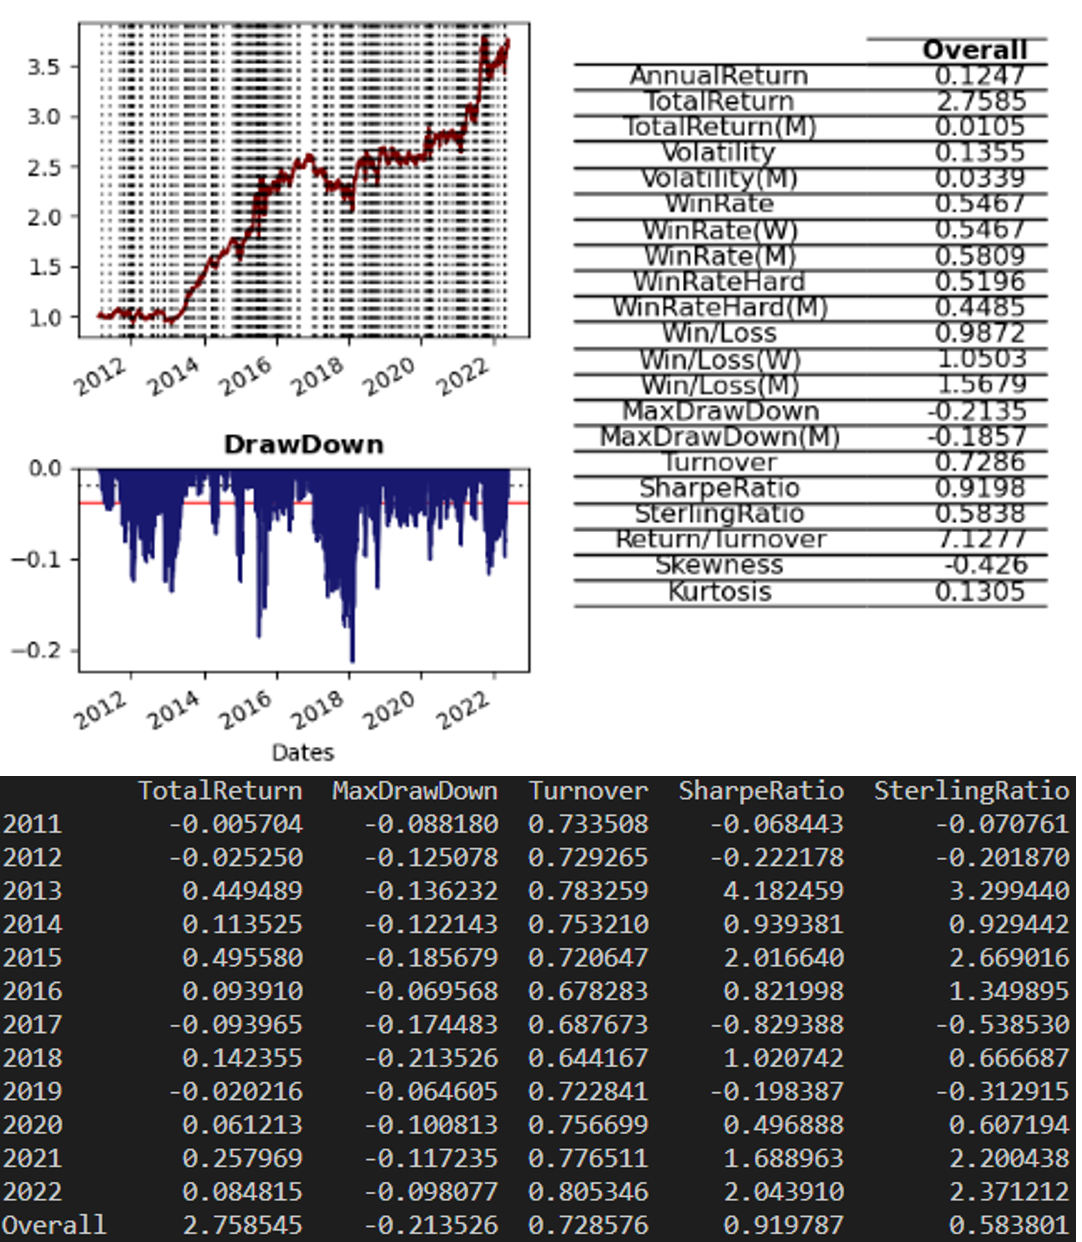 3.5
3.0
2.5
2.0
1.5
1.0
2012 2014 2016 2018 2020 2022
DrawDown
0.0
−0.1
−0.2
2012 2014 2016 2018 2020 2022
Dates
Overall
AnnualReturn 0.1247
TotalReturn 2.7585
TotalReturn(M) 0.0105
Volatility 0.1355
Volatility(M) 0.0339
WinRate 0.5467
WinRate(W) 0.5467
WinRate(M) 0.5809
WinRateHard 0.5196
WinRateHard(M) 0.4485
Win/Loss 0.9872
Win/Loss(W) 1.0503
Win/Loss(M) 1.5679
MaxDrawDown -0.2135
MaxDrawDown(M) -0.1857
Turnover 0.7286
SharpeRatio 0.9198
SterlingRatio 0.5838
Return/Turnover 7.1277
Skewness -0.426
Kurtosis 0.1305
TotalReturn MaxDrawDown Turnover SharpeRatio SterlingRatio
2011 -0.005704 -0.088180 0.733508 -0.068443 -0.070761
2012 -0.025250 -0.125078 0.729265 -0.222178 -0.201870
2013 0.449489 -0.136232 0.783259 4.182459 3.299440
2014 0.113525 -0.122143 0.753210 0.939381 0.929442
2015 0.495580 -0.185679 0.720647 2.016640 2.669016
2016 0.093910 -0.069568 0.678283 0.821998 1.349895
2017 -0.093965 -0.174483 0.687673 -0.829388 -0.538530
2018 0.142355 -0.213526 0.644167 1.020742 0.666687
2019 -0.020216 -0.064605 0.722841 -0.198387 -0.312915
2020 0.061213 -0.100813 0.756699 0.496888 0.607194
2021 0.257969 -0.117235 0.776511 1.688963 2.200438
2022 0.084815 -0.098077 0.805346 2.043910 2.371212
Overall 2.758545 -0.213526 0.728576 0.919787 0.583801